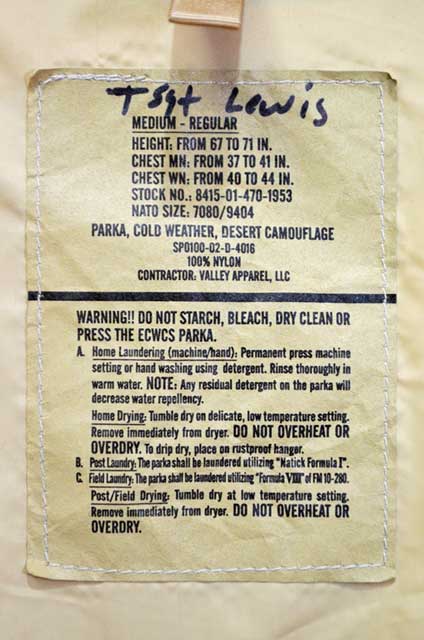 TSgt Lewis
MEDIUM - REGULAR
HEIGHT: FROM 67 TO 71 IN.
CHEST MN: FROM 37 TO 41 IN.
CHEST WN: FROM 40 TO 44 IN.
STOCK NO.: 8415-01-470-1953
NATO SIZE: 7080/9404
PARKA, COLD WEATHER, DESERT CAMOUFLAGE
SPO100-02-D-4016
100% NYLON
CONTRACTOR: VALLEY APPAREL, LLC
WARNING!! DO NOT STARCH, BLEACH, DRY CLEAN OR
PRESS THE ECWCS PARKA.
A. Home Laundering (machine/hand): Permanent press machine
setting or hand washing using detergent. Rinse thoroughly in
warm water. NOTE: Any residual detergent on the parka will
decrease water repellency.
Home Drying: Tumble dry on delicate, low temperature setting.
Remove immediately from dryer. DO NOT OVERHEAT OR
OVERDRY. To drip dry, place on rustproof hanger.
B. Post Laundry: The parka shall be laundered utilizing "Natick Formula I".
C. Field Laundry: The parka shall be laundered utilizing "Formula VIII" of FM 10-280.
Post/Field Drying: Tumble dry at low temperature setting.
Remove immediately from dryer. DO NOT OVERHEAT OR
OVERDRY.